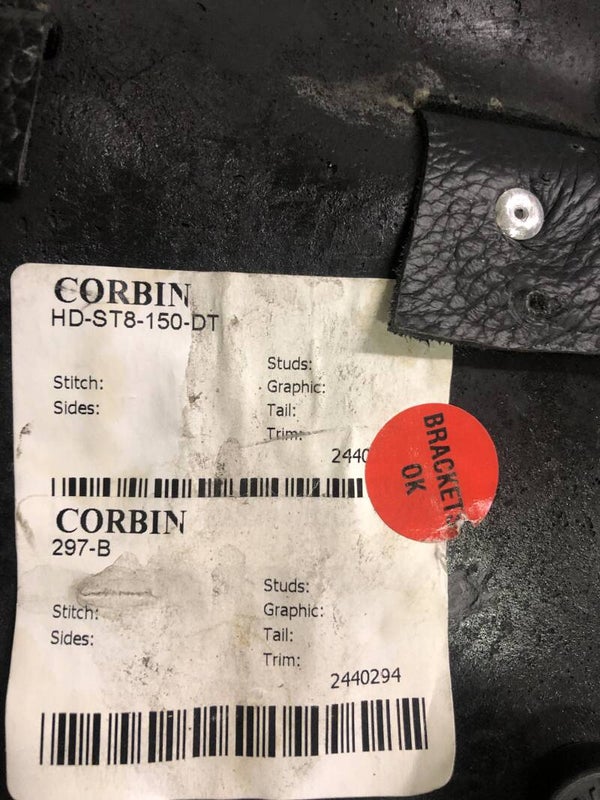 CORBIN
HD-ST8-150-DT
Studs:
Stitch:
Graphic:
Sides:
Tail:
Trim:
2440
BRACKET
OK
CORBIN
297-B
Studs:
Stitch:
Graphic:
Sides:
Tail:
Trim:
2440294